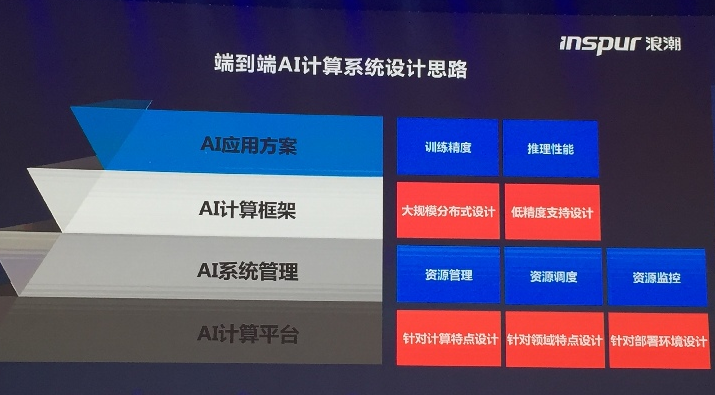 inspur 浪潮
端到端AI计算系统设计思路
AI应用方案 训练精度 推理性能
AI计算框架 大规模分布式设计 低精度支持设计
AI系统管理 资源管理 资源调度 资源监控
AI计算平台 针对计算特点设计 针对领域特点设计 针对部署环境设计